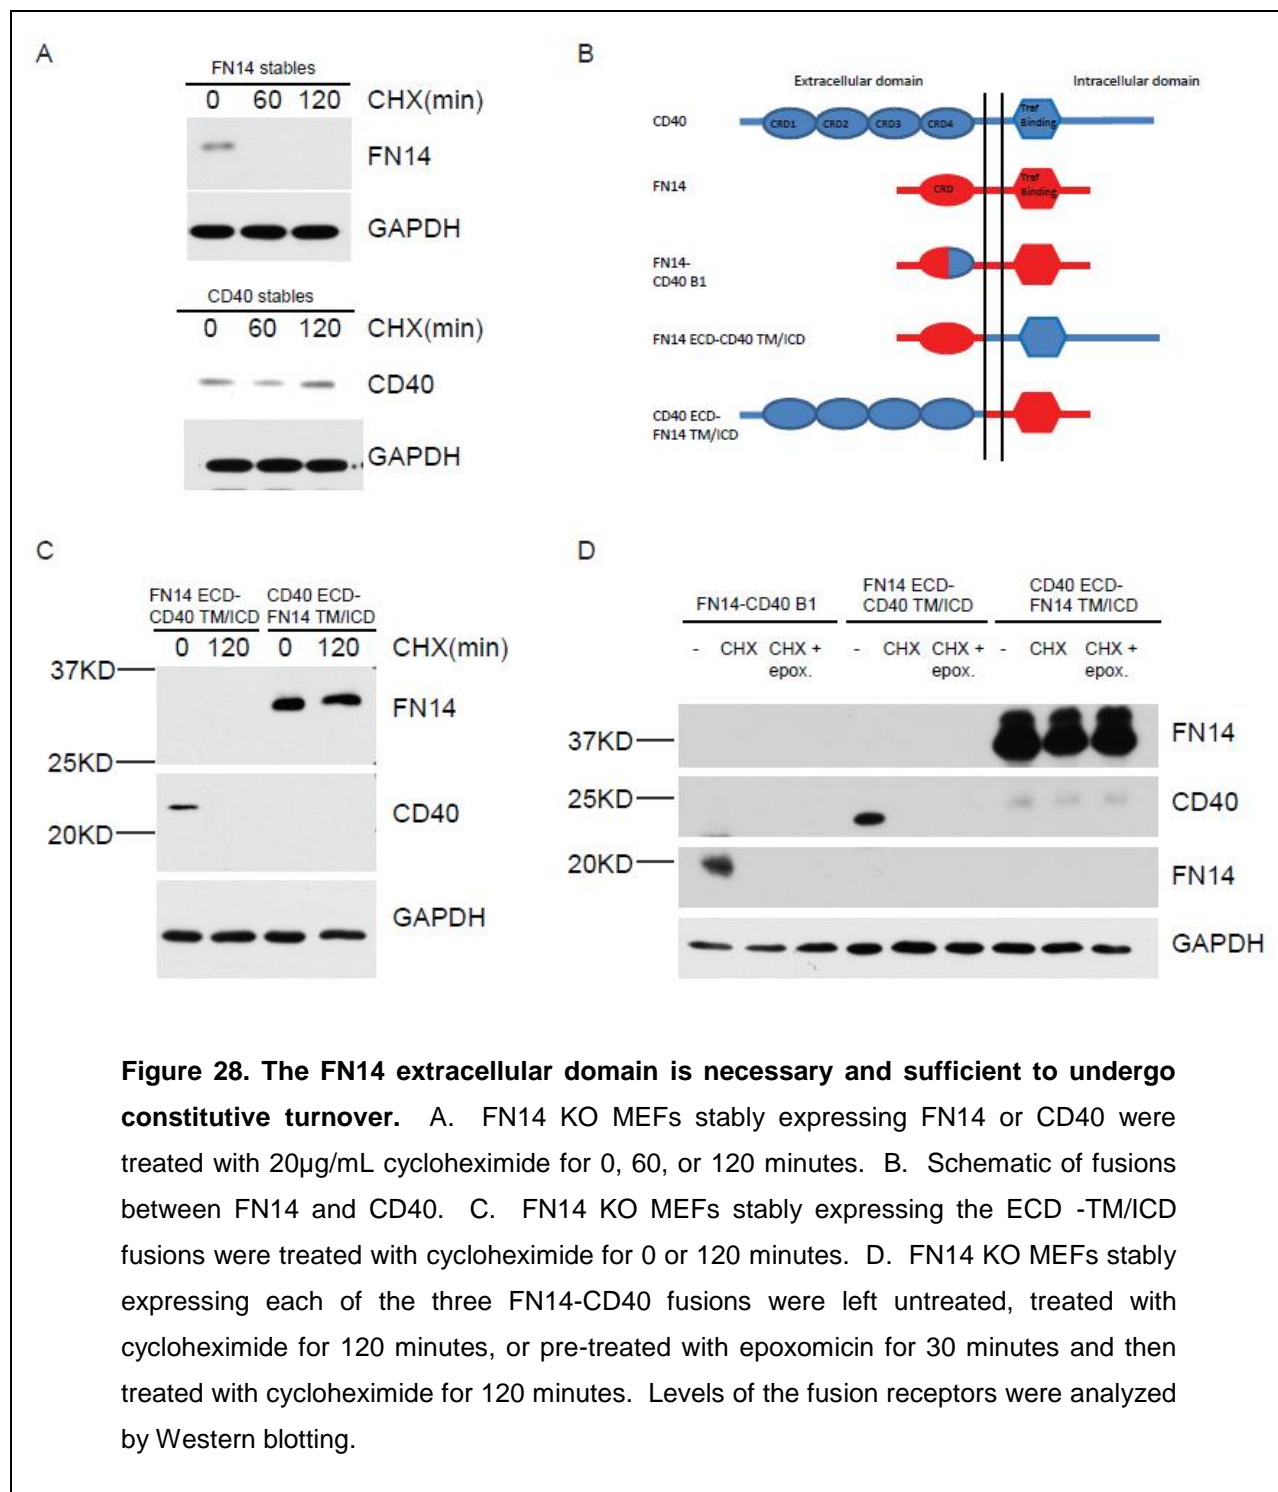 A
FN14 stables
0 60 120 CHX(min)
FN14
GAPDH
CD40 stables
0 60 120 CHX(min)
CD40
GAPDH
B
Extracellular domain Intracellular domain
CD40 CRD1 CRD2 CRD3 CRD4 Traf Binding
FN14 CRD Traf Binding
FN14-
CD40 B1
FN14 ECD-CD40 TM/ICD
CD40 ECD-
FN14 TM/ICD
C
FN14 ECD- CD40 ECD-
CD40 TM/ICD FN14 TM/ICD
0 120 0 120 CHX(min)
37KD
FN14
25KD
CD40
20KD
GAPDH
D
FN14-CD40 B1
FN14 ECD-
CD40 TM/ICD
CD40 ECD-
FN14 TM/ICD
- CHX CHX + - CHX CHX + - CHX CHX +
epox. epox. epox.
37KD FN14
25KD CD40
20KD FN14
GAPDH
Figure 28. The FN14 extracellular domain is necessary and sufficient to undergo
constitutive turnover. A. FN14 KO MEFs stably expressing FN14 or CD40 were
treated with 20µg/mL cycloheximide for 0, 60, or 120 minutes. B. Schematic of fusions
between FN14 and CD40. C. FN14 KO MEFs stably expressing the ECD -TM/ICD
fusions were treated with cycloheximide for 0 or 120 minutes. D. FN14 KO MEFs stably
expressing each of the three FN14-CD40 fusions were left untreated, treated with
cycloheximide for 120 minutes, or pre-treated with epoxomicin for 30 minutes and then
treated with cycloheximide for 120 minutes. Levels of the fusion receptors were analyzed
by Western blotting.